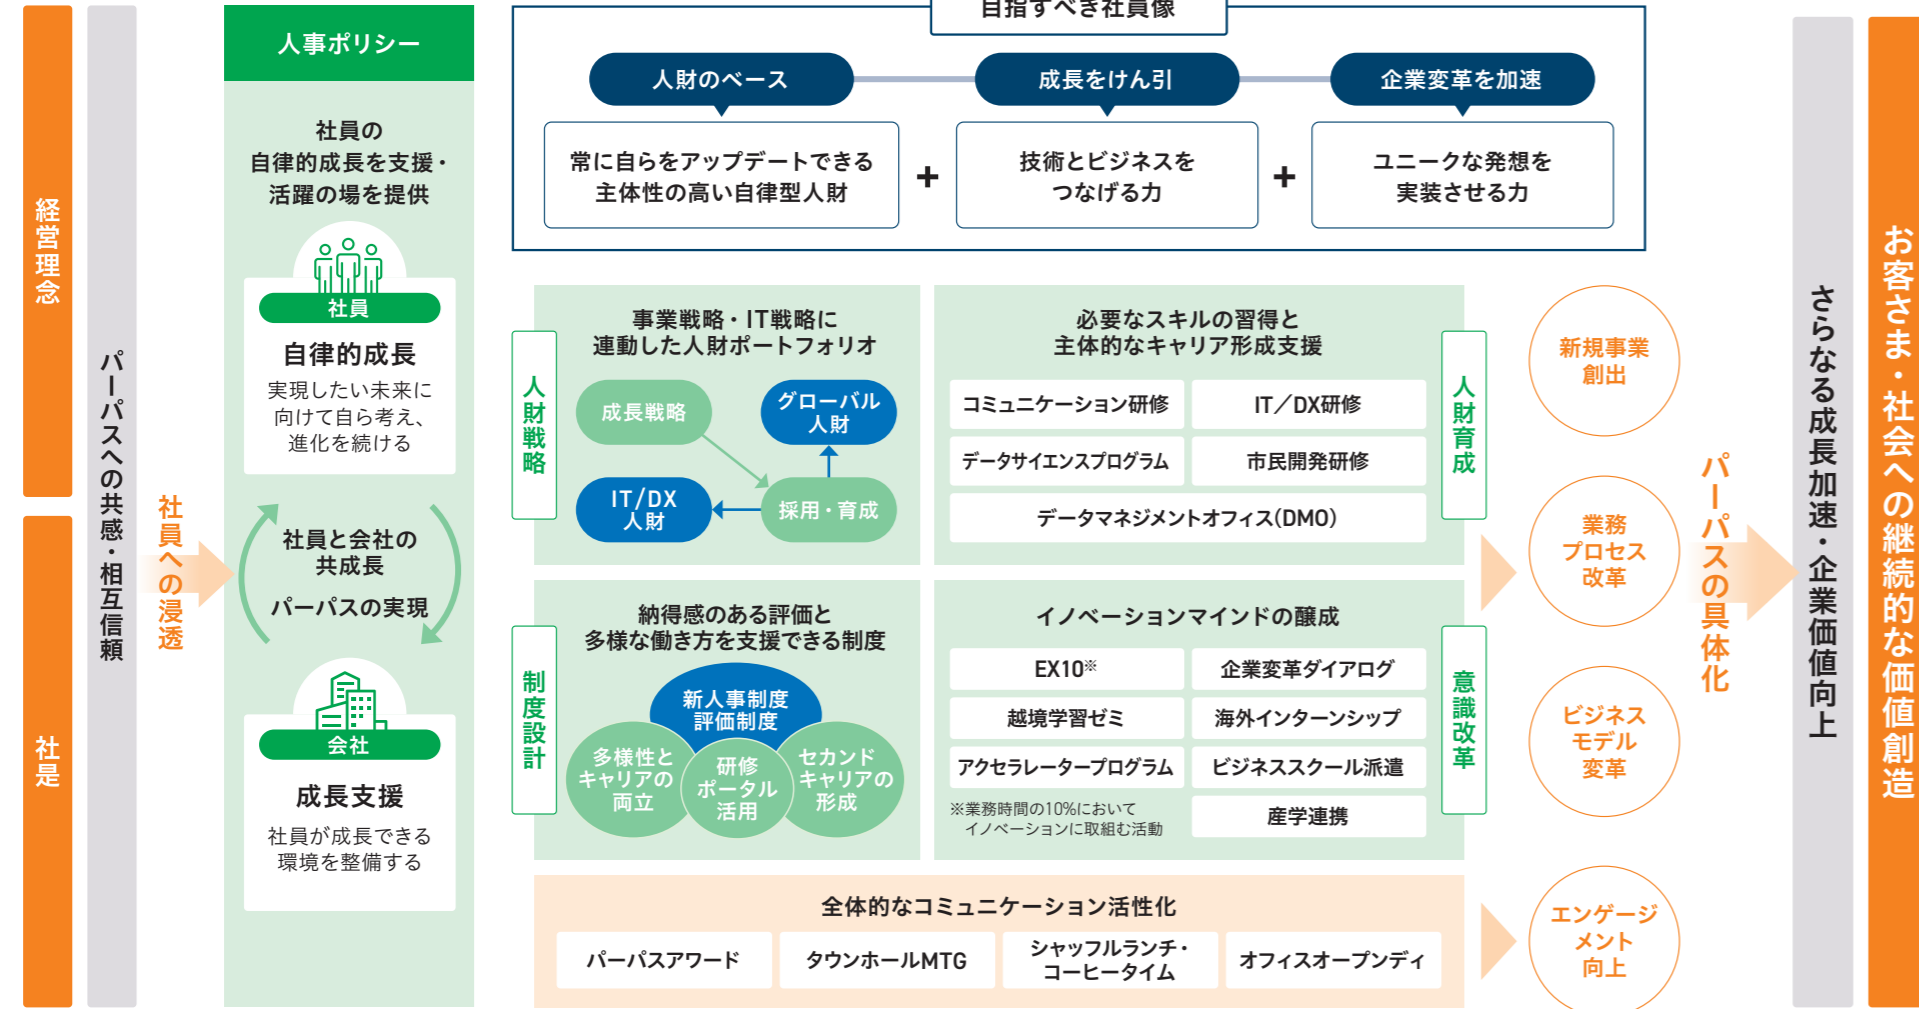 経営理念
社是
パーパスへの共感・相互信頼
社員への浸透
人事ポリシー
社員の
自律的成長を支援・
活躍の場を提供
社員
自律的成長
実現したい未来に
向けて自ら考え、
進化を続ける
社員と会社の
共成長
パーパスの実現
会社
成長支援
社員が成長できる
環境を整備する
目指すべき社員像
人財のベース
常に自らをアップデートできる
主体性の高い自律型人財
+
成長をけん引
技術とビジネスを
つなげる力
+
企業変革を加速
ユニークな発想を
実装させる力
人財戦略
事業戦略・IT戦略に
連動した人財ポートフォリオ
成長戦略
グローバル
人財
IT/DX
人財
採用・育成
人財育成
必要なスキルの習得と
主体的なキャリア形成支援
コミュニケーション研修
IT/DX研修
データサイエンスプログラム
市民開発研修
データマネジメントオフィス(DMO)
制度設計
納得感のある評価と
多様な働き方を支援できる制度
新人事制度
評価制度
多様性と
キャリアの
両立
研修
ポータル
活用
セカンド
キャリアの
形成
意識改革
イノベーションマインドの醸成
EX10※
企業変革ダイアログ
越境学習ゼミ
海外インターンシップ
アクセラレータープログラム
ビジネススクール派遣
※業務時間の10%において
イノベーションに取組む活動
産学連携
全体的なコミュニケーション活性化
パーパスアワード
タウンホールMTG
シャッフルランチ・
コーヒータイム
オフィスオープンディ
新規事業
創出
業務
プロセス
改革
ビジネス
モデル
変革
エンゲージ
メント
向上
パーパスの具体化
さらなる成長加速・企業価値向上
お客さま・社会への継続的な価値創造